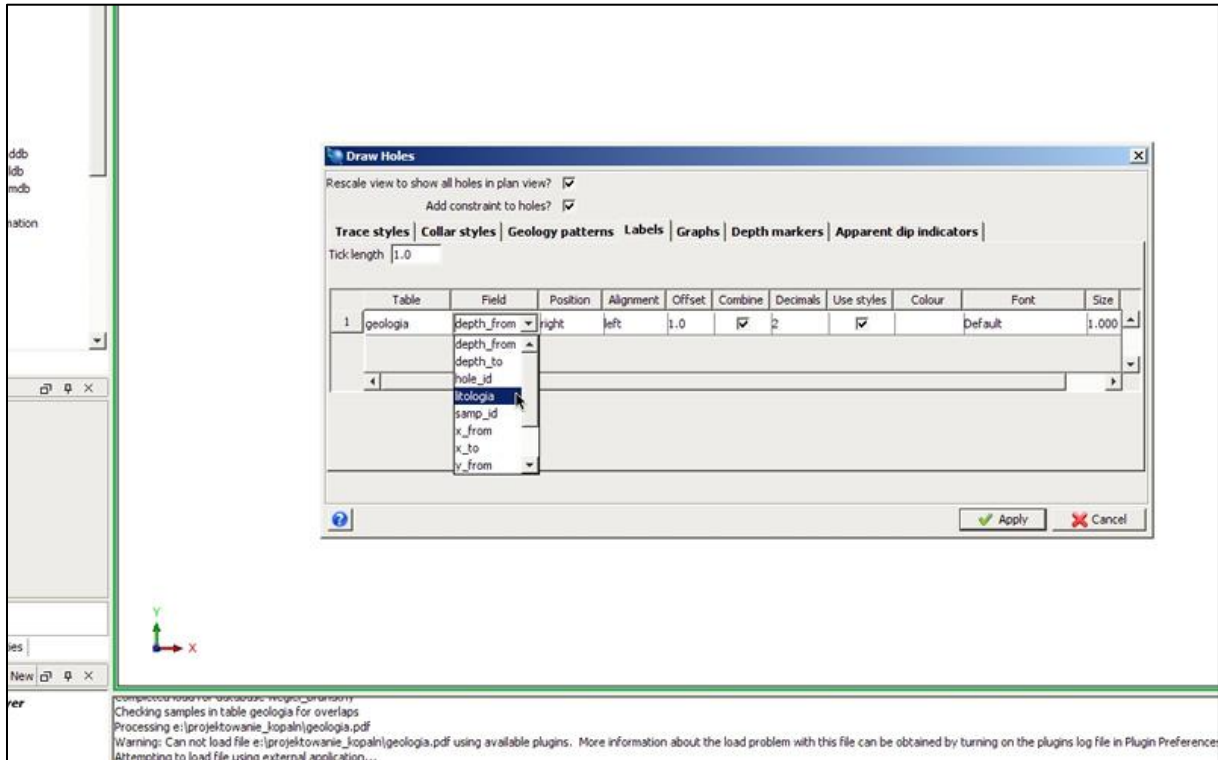 ddb
ldb
mdb
nation
Draw Holes
Rescale view to show all holes in plan view?
Add constraint to holes?
Trace styles Collar styles Geology patterns Labels Graphs Depth markers Apparent dip indicators
Tick length 1.0
Table Field Position Alignment Offset Combine Decimals Use styles Colour Font Size
1 geologia depth_from right left 1.0 2 Default 1.000
depth_from
depth_to
hole_id
litologia
samp_id
x_from
x_to
y_from
Apply Cancel
Y
X
ies
New
yer
Completed load for database
Checking samples in table geologia for overlaps
Processing e:\projektowanie_kopaln\geologia.pdf
Warning: Can not load file e:\projektowanie_kopaln\geologia.pdf using available plugins. More information about the load problem with this file can be obtained by turning on the plugins log file in Plugin Preferences
Attempting to load file using external application...